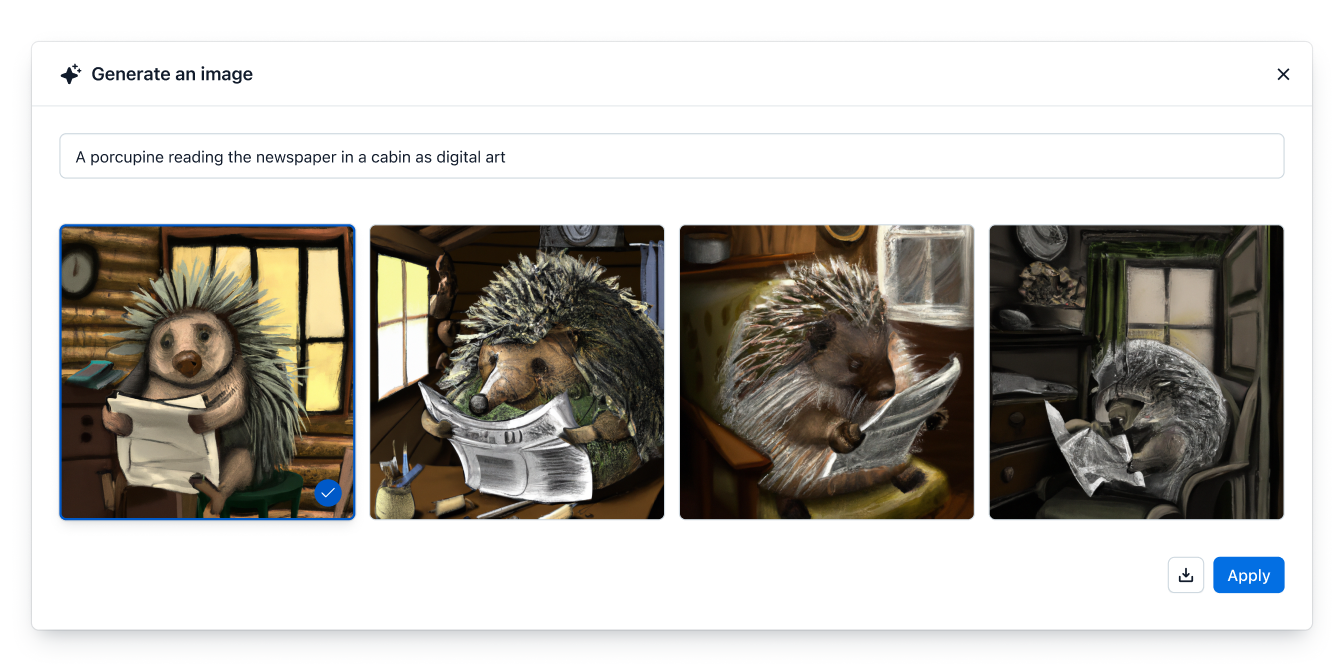 Generate an image
A porcupine reading the newspaper in a cabin as digital art
Apply